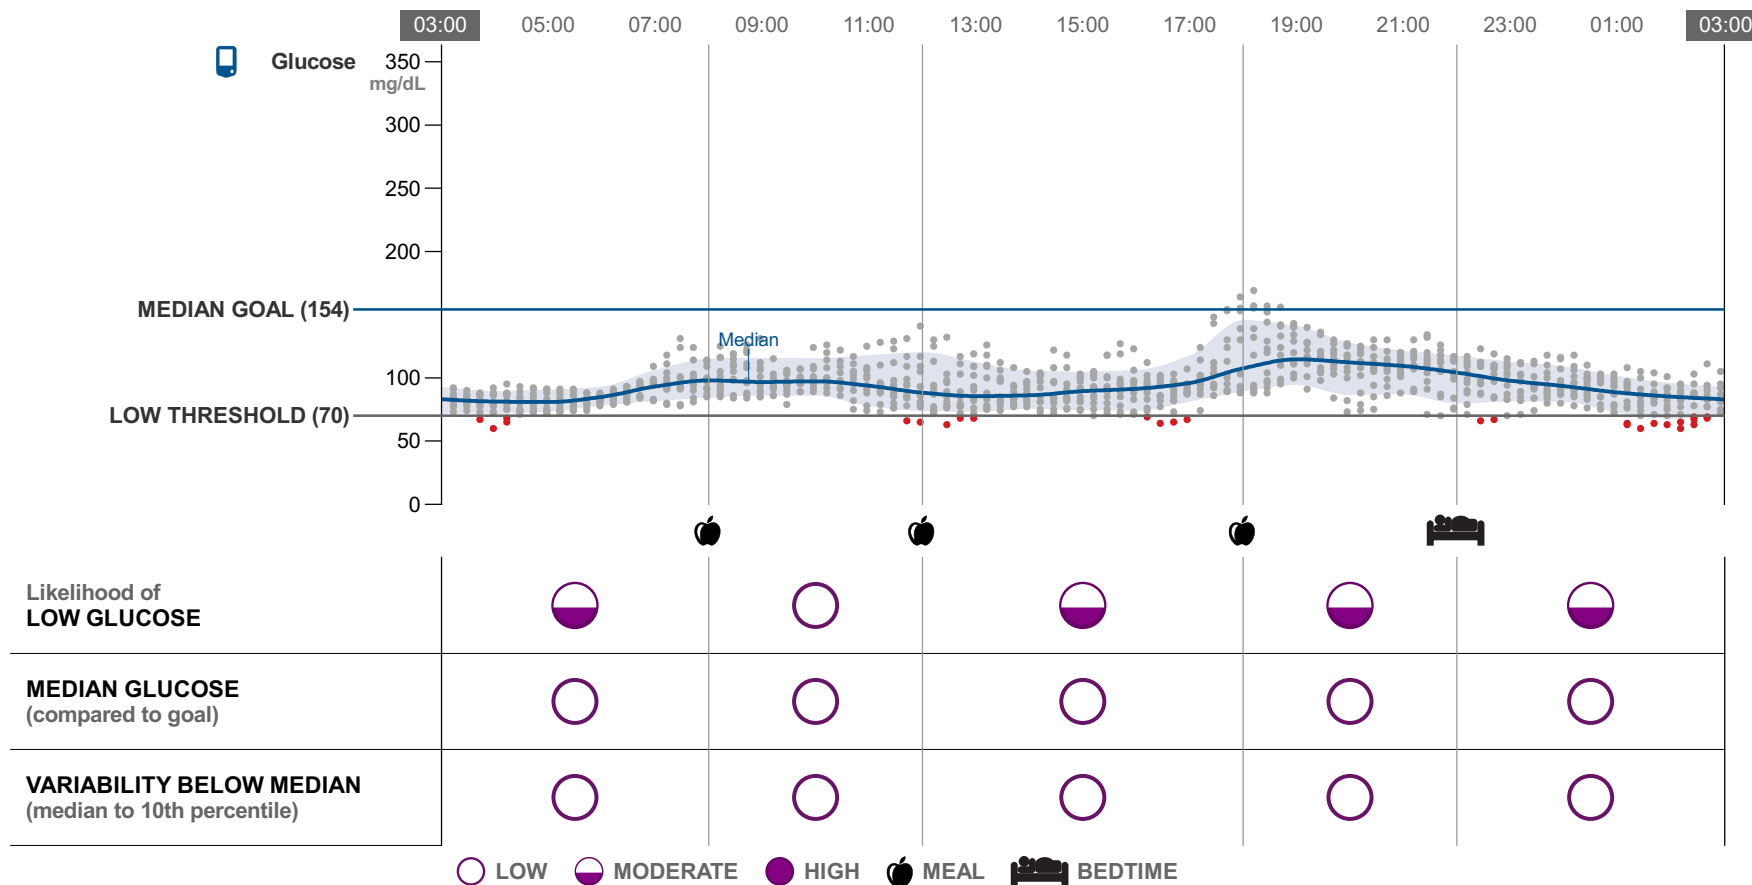 03:00 05:00 07:00 09:00 11:00 13:00 15:00 17:00 19:00 21:00 23:00 01:00 03:00
Glucose 350
mg/dL
300
250
200
MEDIAN GOAL (154)
Median
100
LOW THRESHOLD (70)
50
0
Likelihood of
LOW GLUCOSE
MEDIAN GLUCOSE
(compared to goal)
VARIABILITY BELOW MEDIAN
(median to 10th percentile)
LOW MODERATE HIGH MEAL BEDTIME